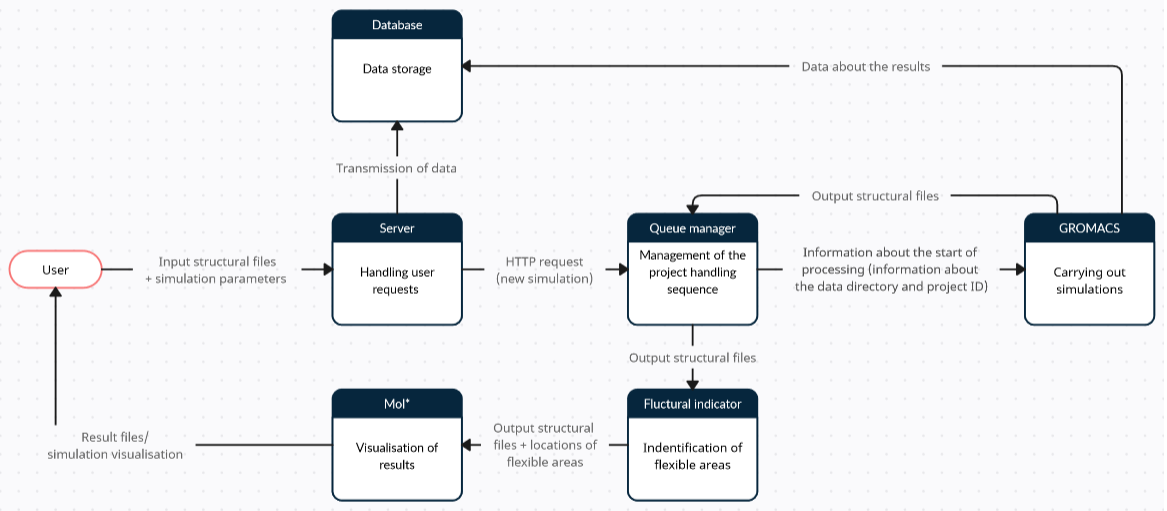 Database
Data storage
Data about the results
Transmission of data
Output structural files
Server
Queue manager
GROMACS
User
Input structural files
+ simulation parameters
Handling user
requests
HTTP request
(new simulation)
Management of the
project handling
sequence
Information about the start of
processing (information about
the data directory and project ID)
Carrying out
simulations
Output structural files
Mol*
Fluctural indicator
Result files/
simulation visualisation
Visualisation of
results
Output structural
files + locations of
flexible areas
Indentification of
flexible areas